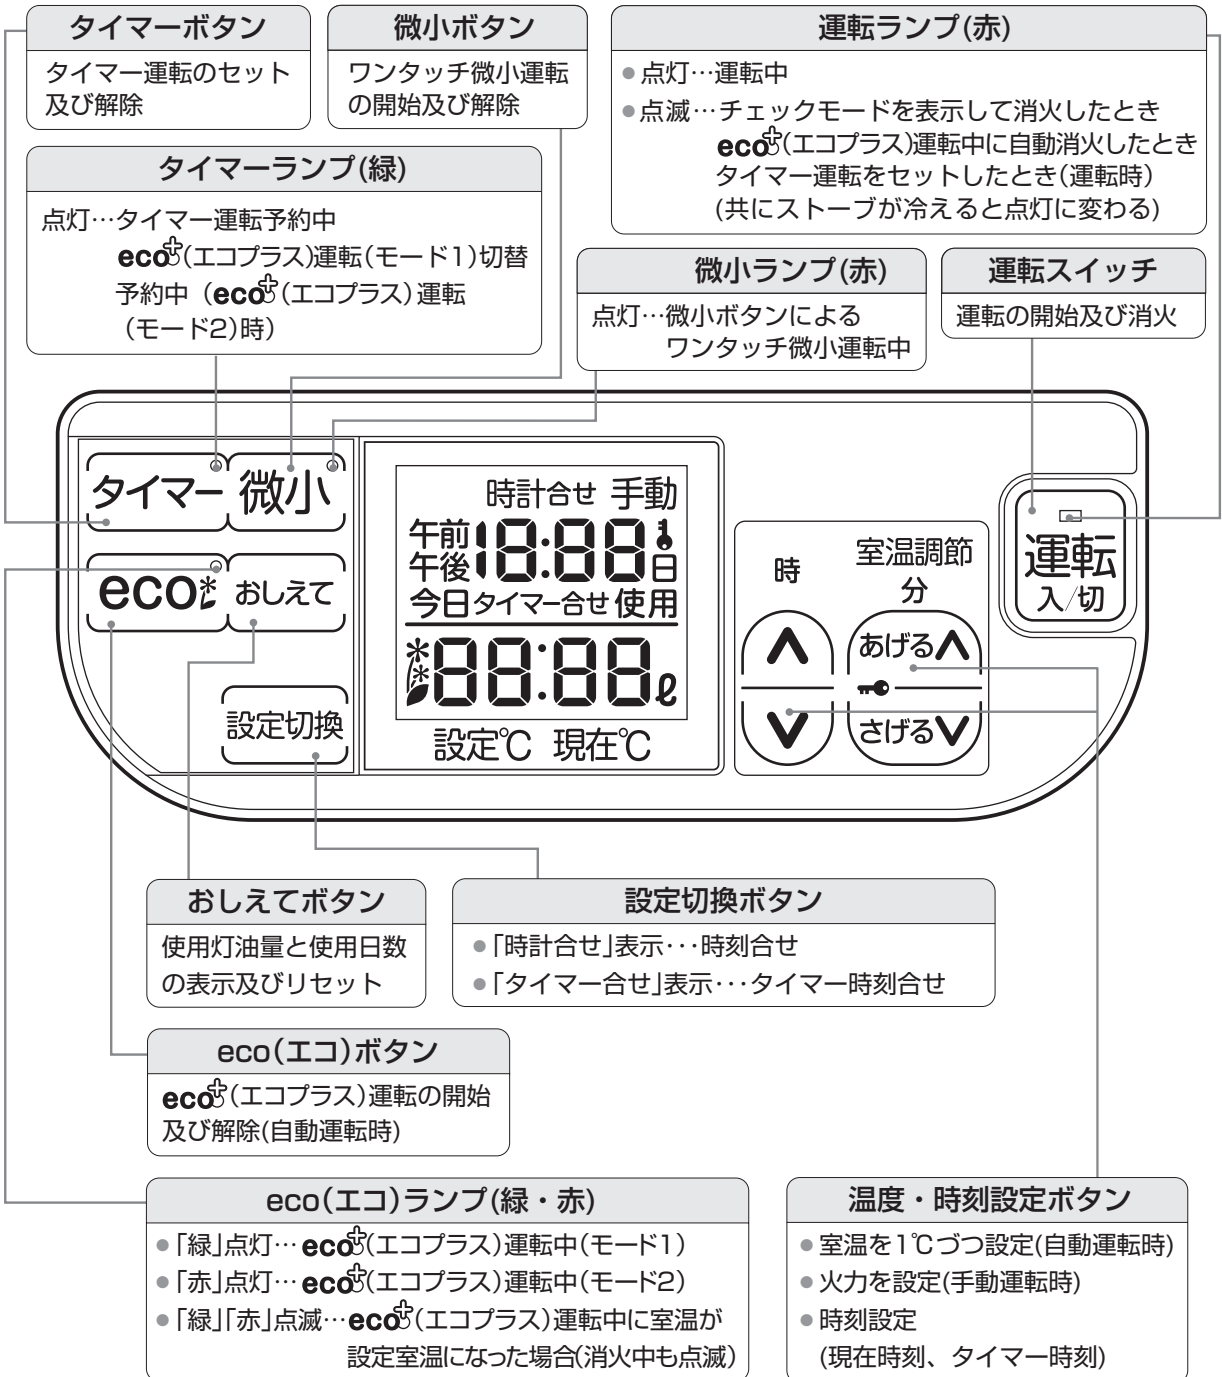 タイマーボタン
タイマー運転のセット
及び解除
微小ボタン
ワンタッチ微小運転
の開始及び解除
運転ランプ(赤)
●点灯…運転中
●点滅…チェックモードを表示して消火したとき
eco(エコプラス)運転中に自動消火したとき
タイマー運転をセットしたとき(運転時)
(共にストーブが冷えると点灯に変わる)
タイマーランプ(緑)
点灯…タイマー運転予約中
eco(エコプラス)運転(モード1)切替
予約中(eco(エコプラス)運転
(モード2)時)
微小ランプ(赤)
点灯…微小ボタンによる
ワンタッチ微小運転中
運転スイッチ
運転の開始及び消火
タイマー
微小
eco
おしえて
設定切換
時計合せ 手動
午前
午後
18:88
日
今日 タイマー合せ 使用
88:88ℓ
設定℃ 現在℃
時
室温調節
分
あげる
さげる
運転
入/切
おしえてボタン
使用灯油量と使用日数
の表示及びリセット
設定切換ボタン
●「時計合せ」表示･･･時刻合せ
●「タイマー合せ」表示･･･タイマー時刻合せ
eco(エコ)ボタン
eco(エコプラス)運転の開始
及び解除(自動運転時)
eco(エコ)ランプ(緑・赤)
●「緑」点灯…eco(エコプラス)運転中(モード1)
●「赤」点灯…eco(エコプラス)運転中(モード2)
●「緑」「赤」点滅…eco(エコプラス)運転中に室温が
設定室温になった場合(消火中も点滅)
温度・時刻設定ボタン
●室温を1℃づつ設定(自動運転時)
●火力を設定(手動運転時)
●時刻設定
(現在時刻、タイマー時刻)